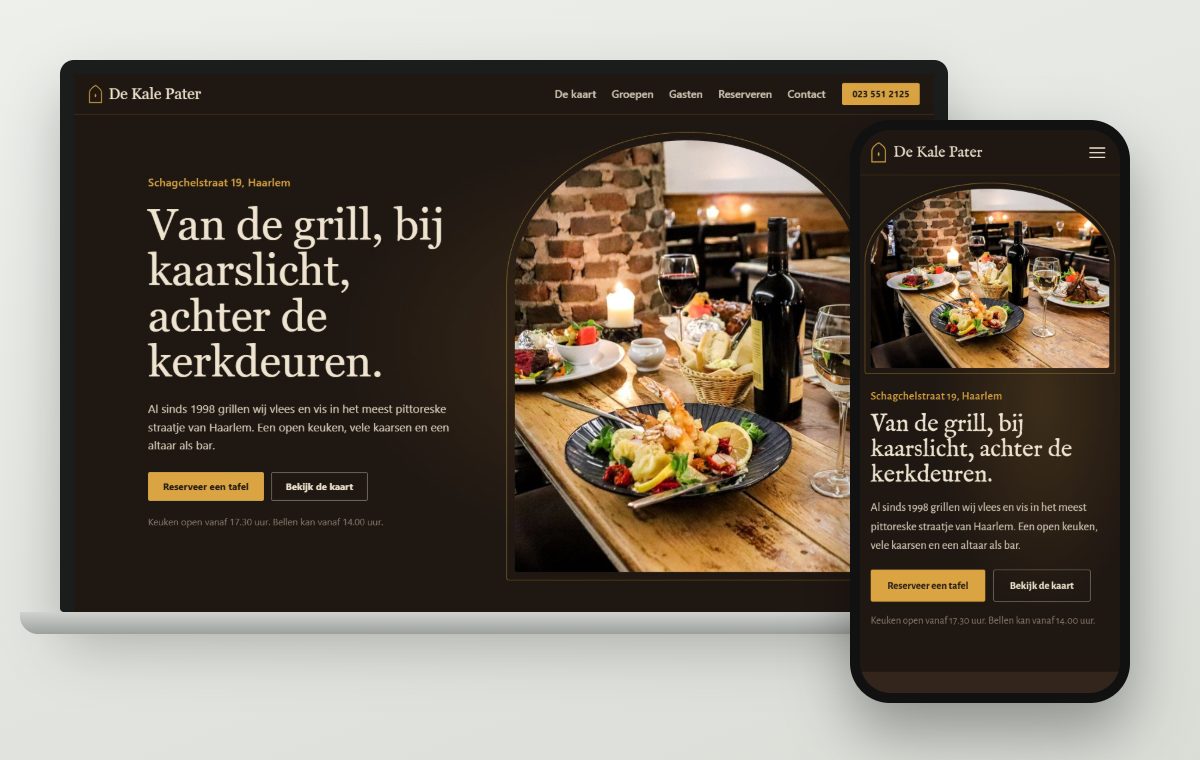 De Kale Pater
De kaart Groepen Gasten Reserveren Contact 023 551 2125
Schagchelstraat 19, Haarlem
Van de grill, bij
kaarslicht,
achter de
kerkdeuren.
Al sinds 1998 grillen wij vlees en vis in het meest pittoreske
straatje van Haarlem. Een open keuken, vele kaarsen en een
altaar als bar.
Reserveer een tafel Bekijk de kaart
Keuken open vanaf 17.30 uur. Bellen kan vanaf 14.00 uur.
De Kale Pater
Schagchelstraat 19, Haarlem
Van de grill, bij
kaarslicht, achter de
kerkdeuren.
Al sinds 1998 grillen wij vlees en vis in het meest
pittoreske straatje van Haarlem. Een open keuken,
vele kaarsen en een altaar als bar.
Reserveer een tafel Bekijk de kaart
Keuken open vanaf 17.30 uur. Bellen kan vanaf 14.00 uur.